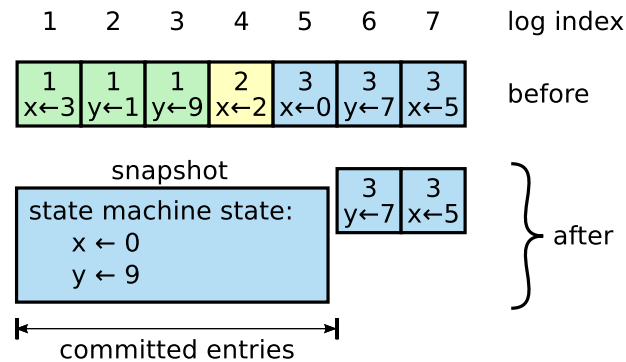 1 2 3 4 5 6 7 log index
1 1 1 2 3 3 3
x←3 y←1 y←9 x←2 x←0 y←7 x←5 before
snapshot
3 3
y←7 x←5
state machine state:
x ← 0
y ← 9
after
committed entries